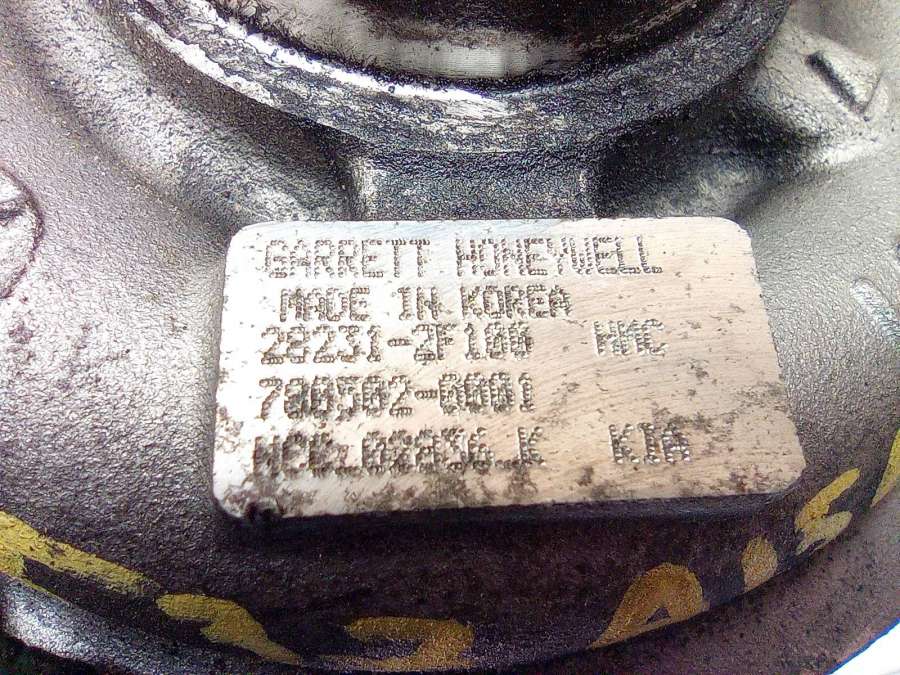 GARRETT HONEYWELL
MADE IN KOREA
28231-2F100 HMC
780502-0001
KIA